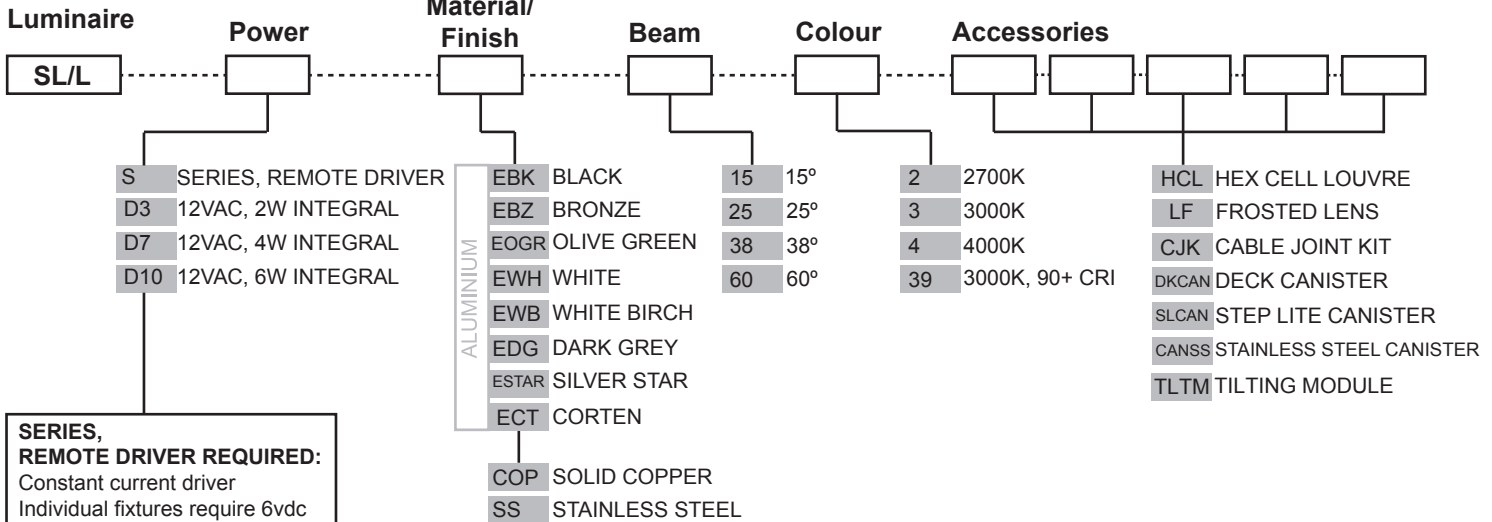 Luminaire
Power
Material/
Finish
Beam
Colour
Accessories
SL/L
S SERIES, REMOTE DRIVER
D3 12VAC, 2W INTEGRAL
D7 12VAC, 4W INTEGRAL
D10 12VAC, 6W INTEGRAL
SERIES,
REMOTE DRIVER REQUIRED:
Constant current driver
Individual fixtures require 6vdc
ALUMINIUM
EBK BLACK
EBZ BRONZE
EOGR OLIVE GREEN
EWH WHITE
EWB WHITE BIRCH
EDG DARK GREY
ESTAR SILVER STAR
ECT CORTEN
COP SOLID COPPER
SS STAINLESS STEEL
15 15º
25 25º
38 38º
60 60º
2 2700K
3 3000K
4 4000K
39 3000K, 90+ CRI
HCL HEX CELL LOUVRE
LF FROSTED LENS
CJK CABLE JOINT KIT
DKCAN DECK CANISTER
SLCAN STEP LITE CANISTER
CANSS STAINLESS STEEL CANISTER
TLTM TILTING MODULE